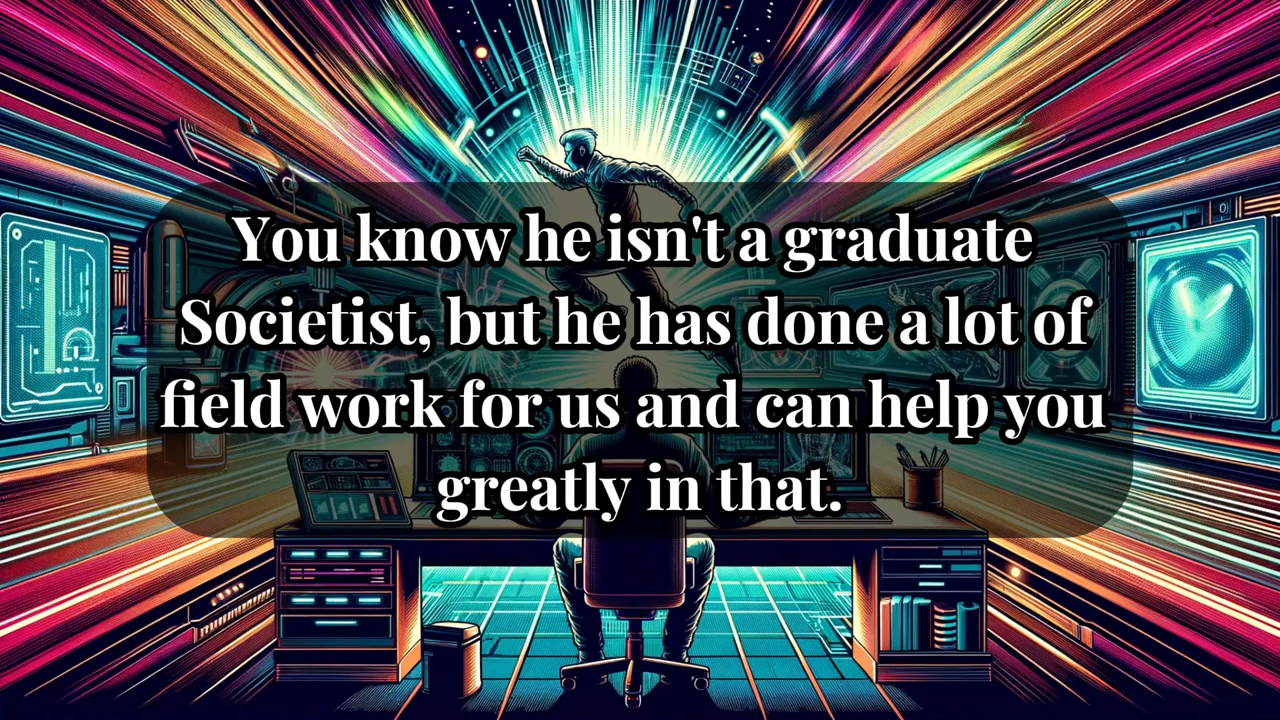 You know he isn't a graduate
Societist, but he has done a lot of
field work for us and can help you
greatly in that.